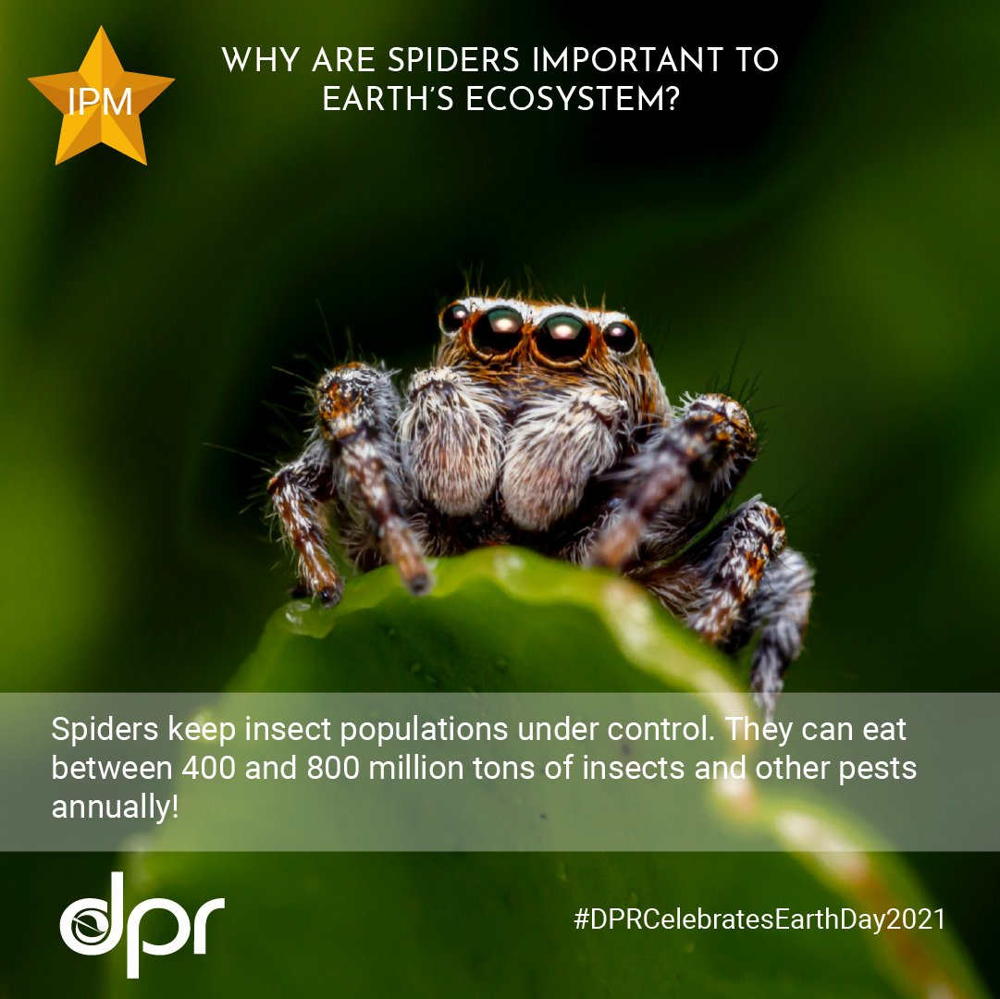 IPM
WHY ARE SPIDERS IMPORTANT TO
EARTH'S ECOSYSTEM?
Spiders keep insect populations under control. They can eat
between 400 and 800 million tons of insects and other pests
annually!
dpr
#DPRCelebratesEarthDay2021